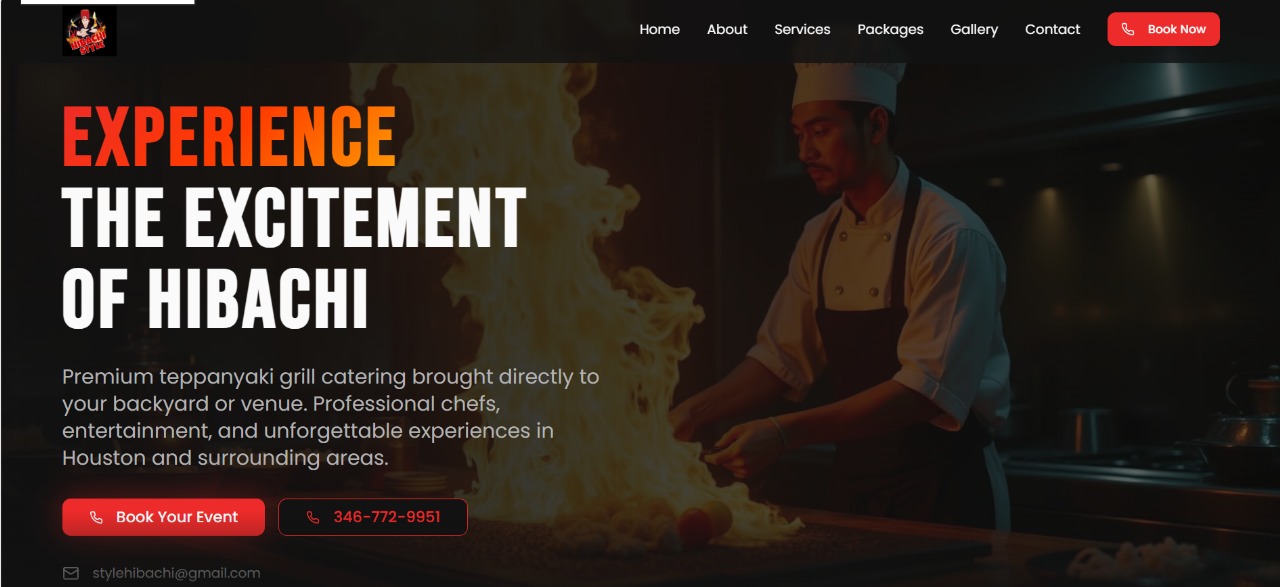 HIBACHI
STYLE
Home About Services Packages Gallery Contact Book Now
EXPERIENCE
THE EXCITEMENT
OF HIBACHI
Premium teppanyaki grill catering brought directly to
your backyard or venue. Professional chefs,
entertainment, and unforgettable experiences in
Houston and surrounding areas.
Book Your Event 346-772-9951
stylehibachi@gmail.com